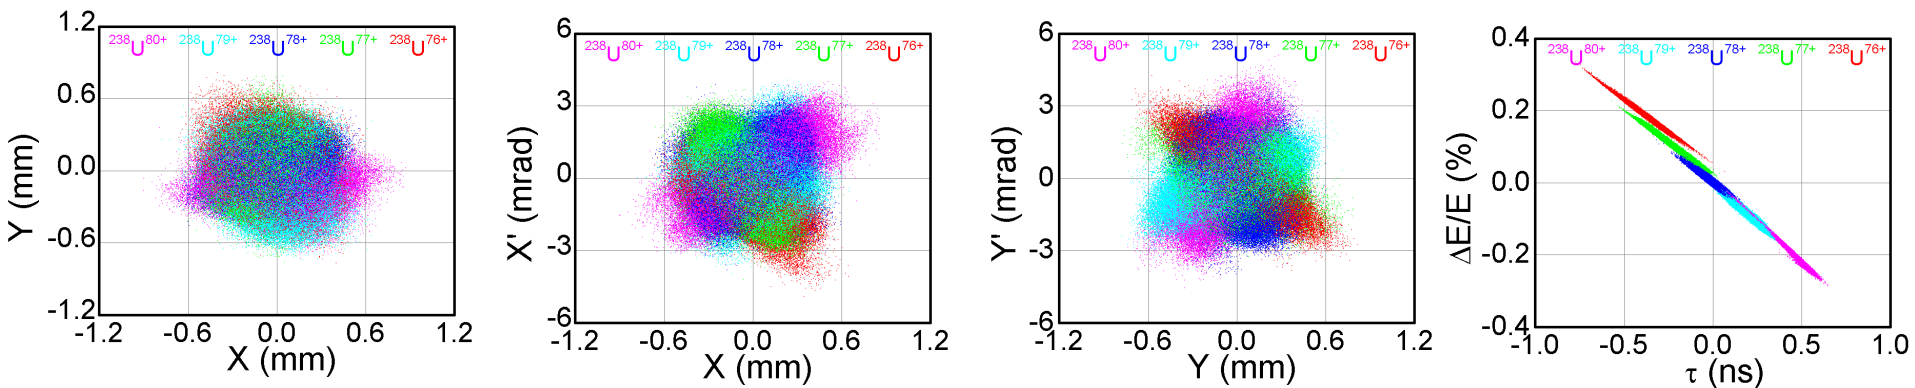 1.2
0.6
0.0
-0.6
-1.2
Y (mm)
²³⁸U⁸⁰⁺ ²³⁸U⁷⁹⁺ ²³⁸U⁷⁸⁺ ²³⁸U⁷⁷⁺ ²³⁸U⁷⁶⁺
-1.2 -0.6 0.0 0.6 1.2
X (mm)
6
3
0
-3
-6
X' (mrad)
²³⁸U⁸⁰⁺ ²³⁸U⁷⁹⁺ ²³⁸U⁷⁸⁺ ²³⁸U⁷⁷⁺ ²³⁸U⁷⁶⁺
-1.2 -0.6 0.0 0.6 1.2
X (mm)
6
3
0
-3
-6
Y' (mrad)
²³⁸U⁸⁰⁺ ²³⁸U⁷⁹⁺ ²³⁸U⁷⁸⁺ ²³⁸U⁷⁷⁺ ²³⁸U⁷⁶⁺
-1.2 -0.6 0.0 0.6 1.2
Y (mm)
0.4
0.2
0.0
-0.2
-0.4
ΔE/E (%)
²³⁸U⁸⁰⁺ ²³⁸U⁷⁹⁺ ²³⁸U⁷⁸⁺ ²³⁸U⁷⁷⁺ ²³⁸U⁷⁶⁺
-1.0 -0.5 0.0 0.5 1.0
τ (ns)